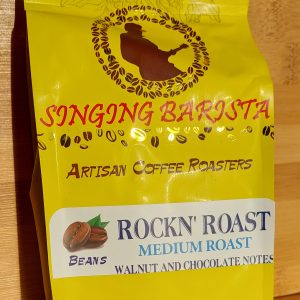 SINGING BARISTA
ARTISAN COFFEE ROASTERS
ROCKN' ROAST
MEDIUM ROAST
BEANS
WALNUT AND CHOCOLATE NOTES